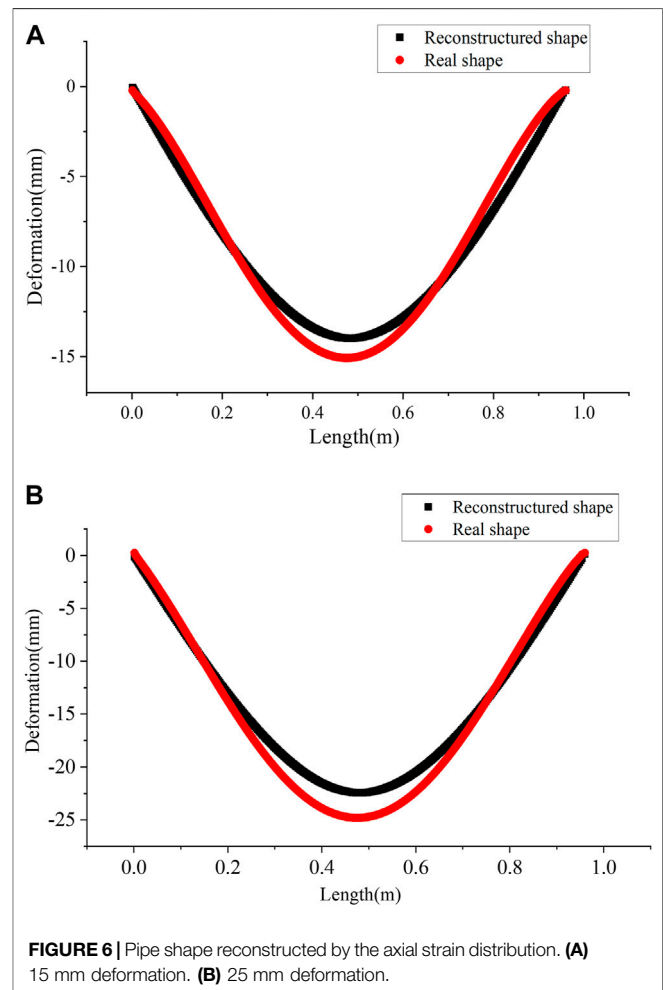 A
Reconstructured shape
Real shape
0
-5
-10
-15
Deformation(mm)
0.0 0.2 0.4 0.6 0.8 1.0
Length(m)
B
Reconstructured shape
Real shape
0
-5
-10
-15
-20
-25
Deformation(mm)
0.0 0.2 0.4 0.6 0.8 1.0
Length(m)
FIGURE 6 | Pipe shape reconstructed by the axial strain distribution. (A)
15 mm deformation. (B) 25 mm deformation.